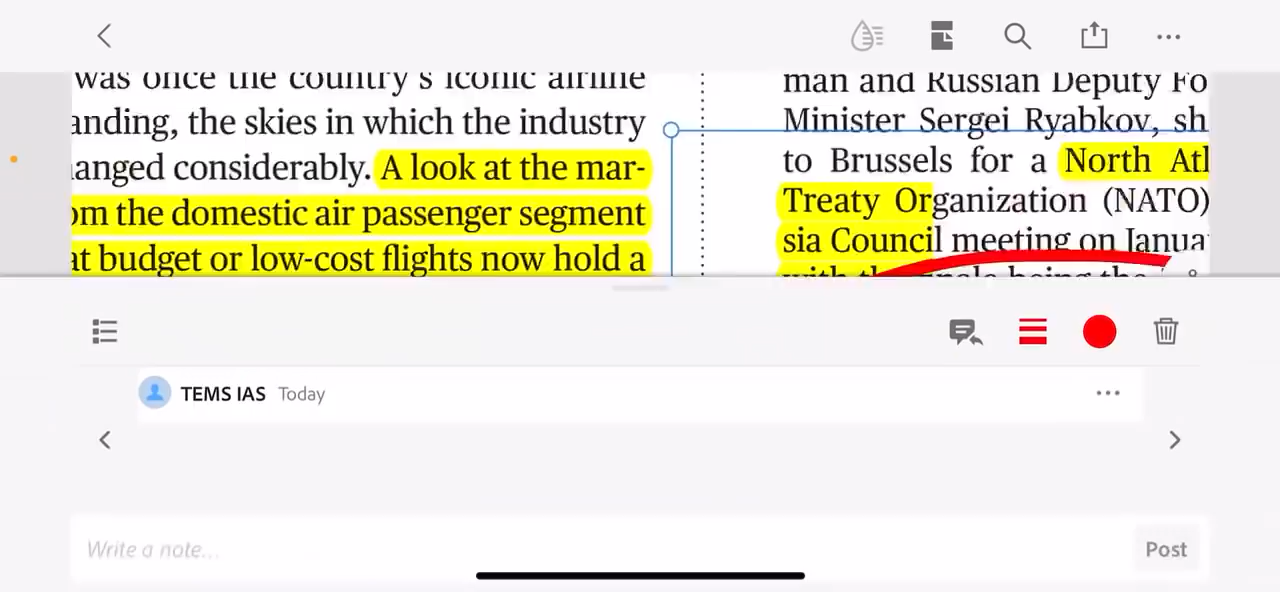 was once the country's iconic airline
anding, the skies in which the industry
anged considerably. A look at the mar-
om the domestic air passenger segment
at budget or low-cost flights now hold a
man and Russian Deputy Fo
Minister Sergei Ryabkov, sh
to Brussels for a North Atl
Treaty Organization (NATO)
sia Council meeting on Janua
being the
TEMS IAS Today
Write a note...
Post